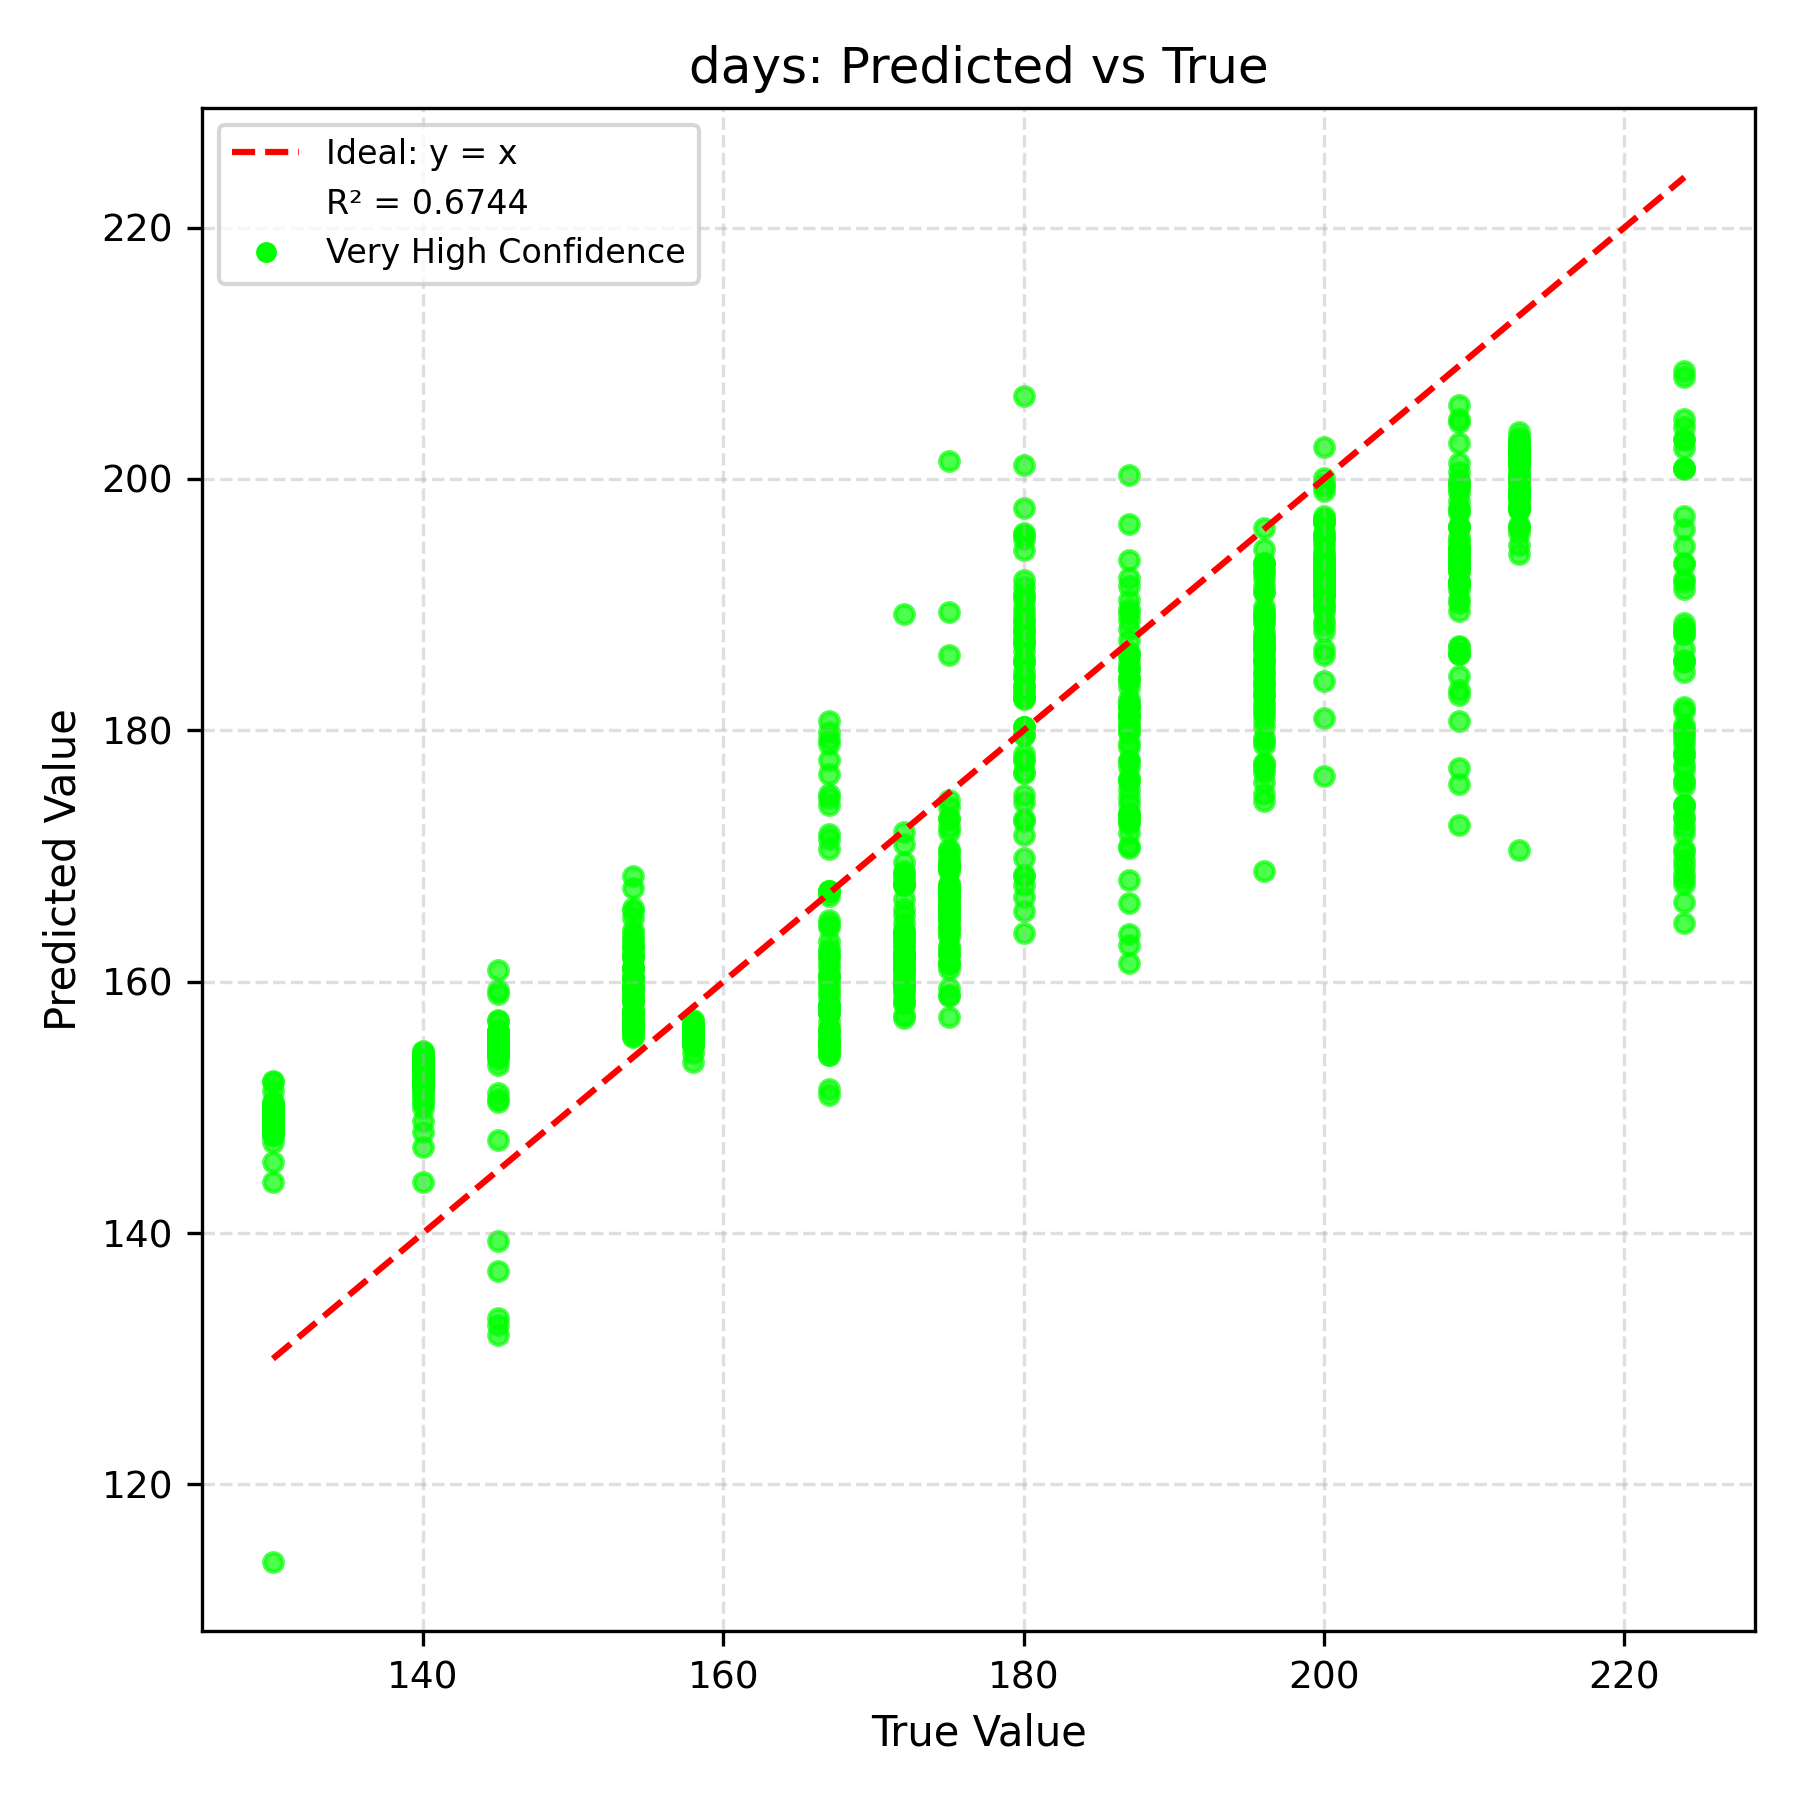 days: Predicted vs True
Ideal: y = x
R² = 0.6744
Very High Confidence
Predicted Value
220
200
180
160
140
120
140 160 180 200 220
True Value